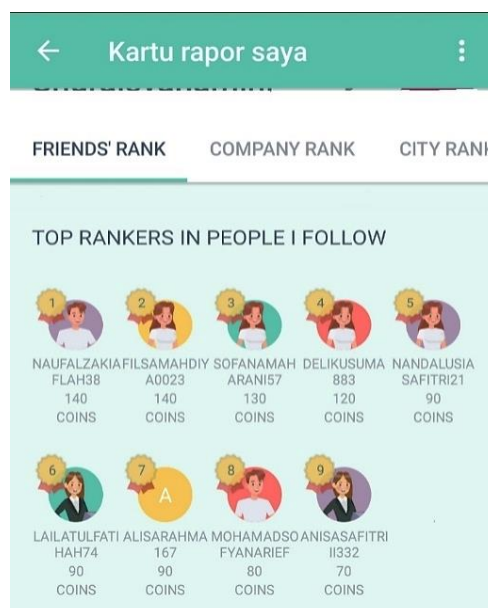 Kartu rapor saya
FRIENDS' RANK COMPANY RANK CITY RANK
TOP RANKERS IN PEOPLE I FOLLOW
1 2 3 4 5
NAUFALZAKIA FILSAMAHDIY SOFANAMAH DELIKUSUMA NANDALUSIA
FLAH38 A0023 ARANI57 883 SAFITRI21
140 140 130 120 90
COINS COINS COINS COINS COINS
6 7 8 9
A
LAILATULFATI ALISARAHMA MOHAMADSO ANISASAFITRI
HAH74 167 FYANARIEF II332
90 90 80 70
COINS COINS COINS COINS